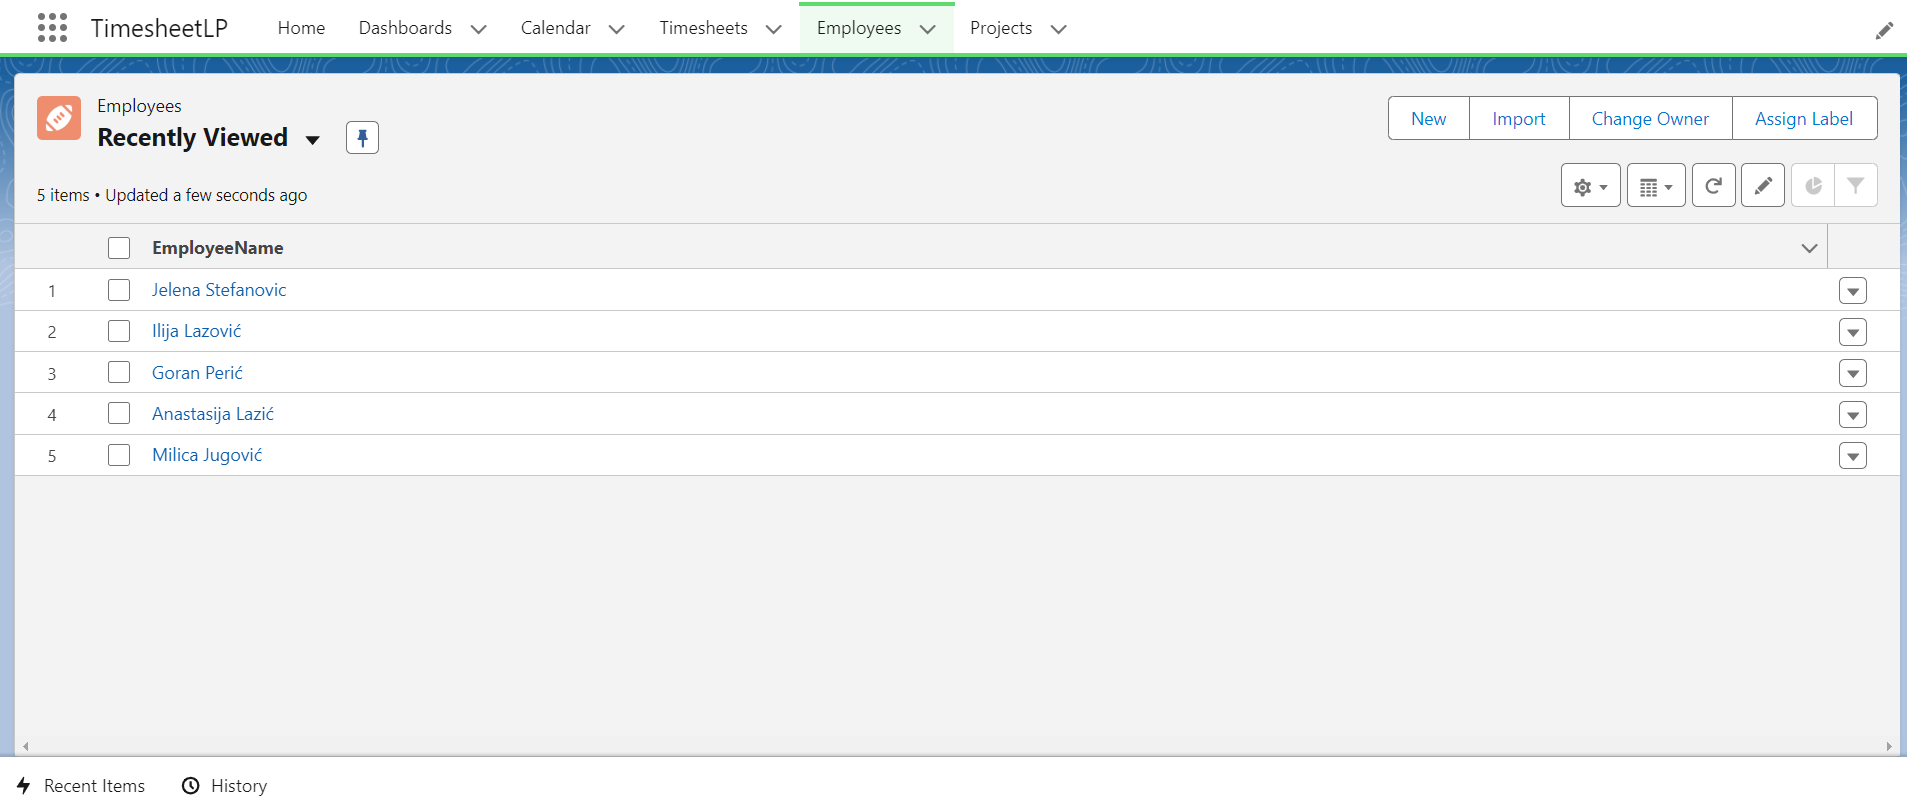 TimesheetLP Home Dashboards Calendar Timesheets Employees Projects
Employees
Recently Viewed
New Import Change Owner Assign Label
5 items • Updated a few seconds ago
EmployeeName
1 Jelena Stefanovic
2 Ilija Lazović
3 Goran Perić
4 Anastasija Lazić
5 Milica Jugović
Recent Items History